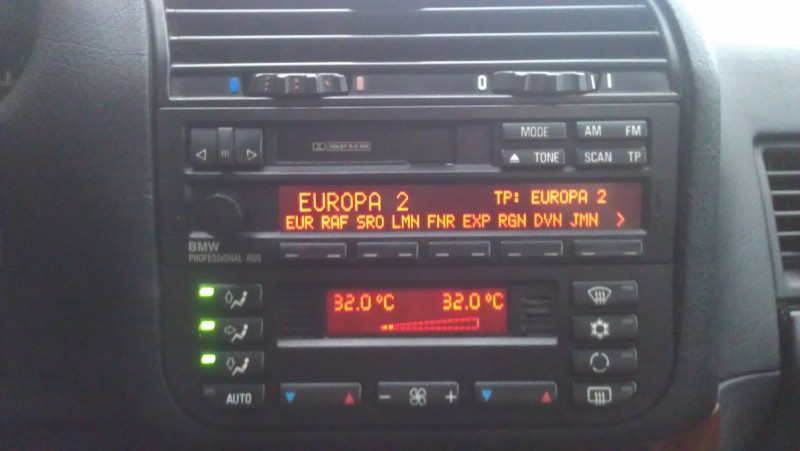 0
MODE
AM FM
m
TONE
SCAN TP
EUROPA 2
TP: EUROPA 2
EUR RAF SRO LMN FNR EXP RGN DVN JMN >
BMW
PROFESSIONAL RDS
32.0 °C
32.0 °C
AUTO
- +